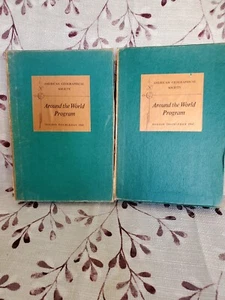 AMERICAN GEOGRAPHICAL
SOCIETY
Around the World
Program
AMERICAN GEOGRAPHICAL
SOCIETY
Around the World
Program